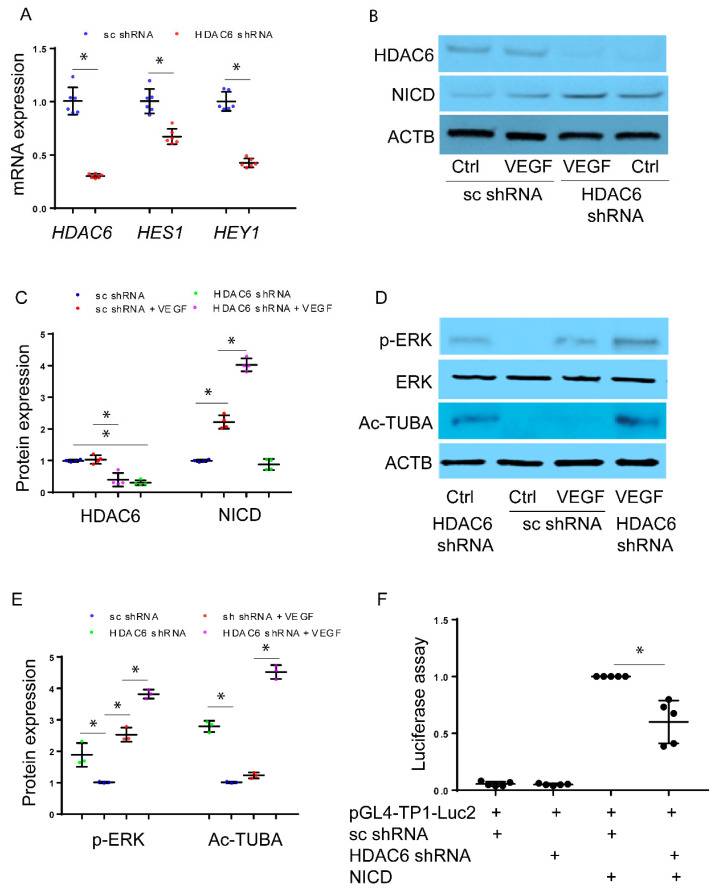 A
sc shRNA HDAC6 shRNA
mRNA expression
1.5
1.0
0.5
0.0
* * *
HDAC6 HES1 HEY1
B
HDAC6
NICD
ACTB
Ctrl VEGF VEGF Ctrl
sc shRNA HDAC6
shRNA
C
sc shRNA HDAC6 shRNA
sc shRNA + VEGF HDAC6 shRNA + VEGF
Protein expression
5
4
3
2
1
0
* * * *
HDAC6 NICD
D
p-ERK
ERK
Ac-TUBA
ACTB
Ctrl Ctrl VEGF VEGF
HDAC6 sc shRNA HDAC6
shRNA shRNA
E
sc shRNA sh shRNA + VEGF
HDAC6 shRNA HDAC6 shRNA + VEGF
Protein expression
5
4
3
2
1
0
* * * * *
p-ERK Ac-TUBA
F
Luciferase assay
1.5
1.0
0.5
0.0
*
pGL4-TP1-Luc2 + + + +
sc shRNA + +
HDAC6 shRNA + +
NICD + +